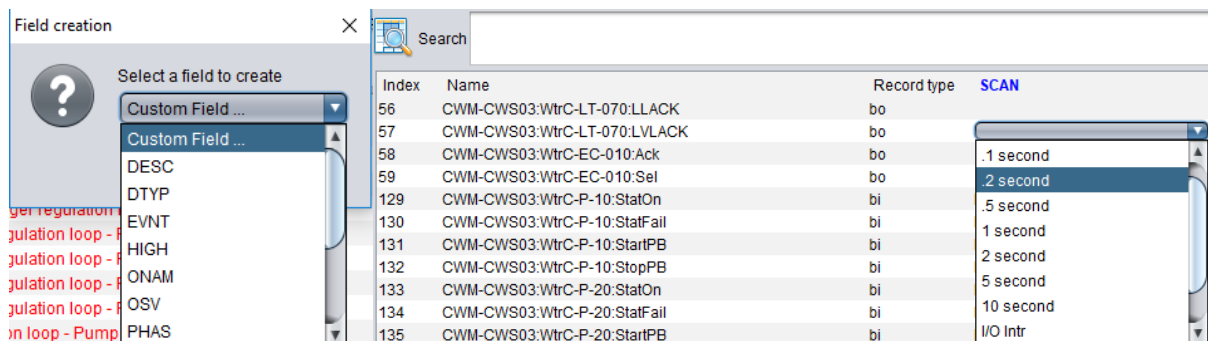 Field creation
Select a field to create
Custom Field ...
Custom Field ...
DESC
DTYP
EVNT
HIGH
ONAM
OSV
PHAS
regulation
gulation loop -
gulation loop -
gulation loop -
gulation loop -
on loop - Pump
Search
Index Name Record type SCAN
56 CWM-CWS03:WtrC-LT-070:LLACK bo
57 CWM-CWS03:WtrC-LT-070:LVLACK bo
58 CWM-CWS03:WtrC-EC-010:Ack bo
59 CWM-CWS03:WtrC-EC-010:Sel bo
129 CWM-CWS03:WtrC-P-10:StatOn bi
130 CWM-CWS03:WtrC-P-10:StatFail bi
131 CWM-CWS03:WtrC-P-10:StartPB bi
132 CWM-CWS03:WtrC-P-10:StopPB bi
133 CWM-CWS03:WtrC-P-20:StatOn bi
134 CWM-CWS03:WtrC-P-20:StatFail bi
135 CWM-CWS03:WtrC-P-20:StartPB bi
.1 second
.2 second
.5 second
1 second
2 second
5 second
10 second
I/O Intr